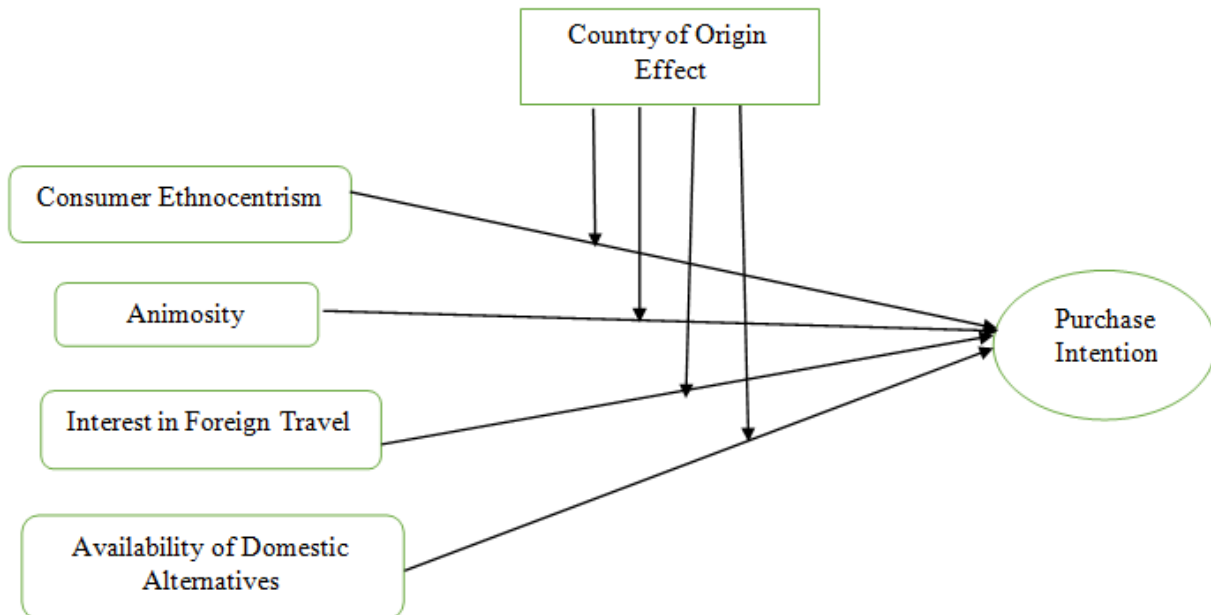 Country of Origin
Effect
Consumer Ethnocentrism
Animosity
Purchase
Intention
Interest in Foreign Travel
Availability of Domestic
Alternatives